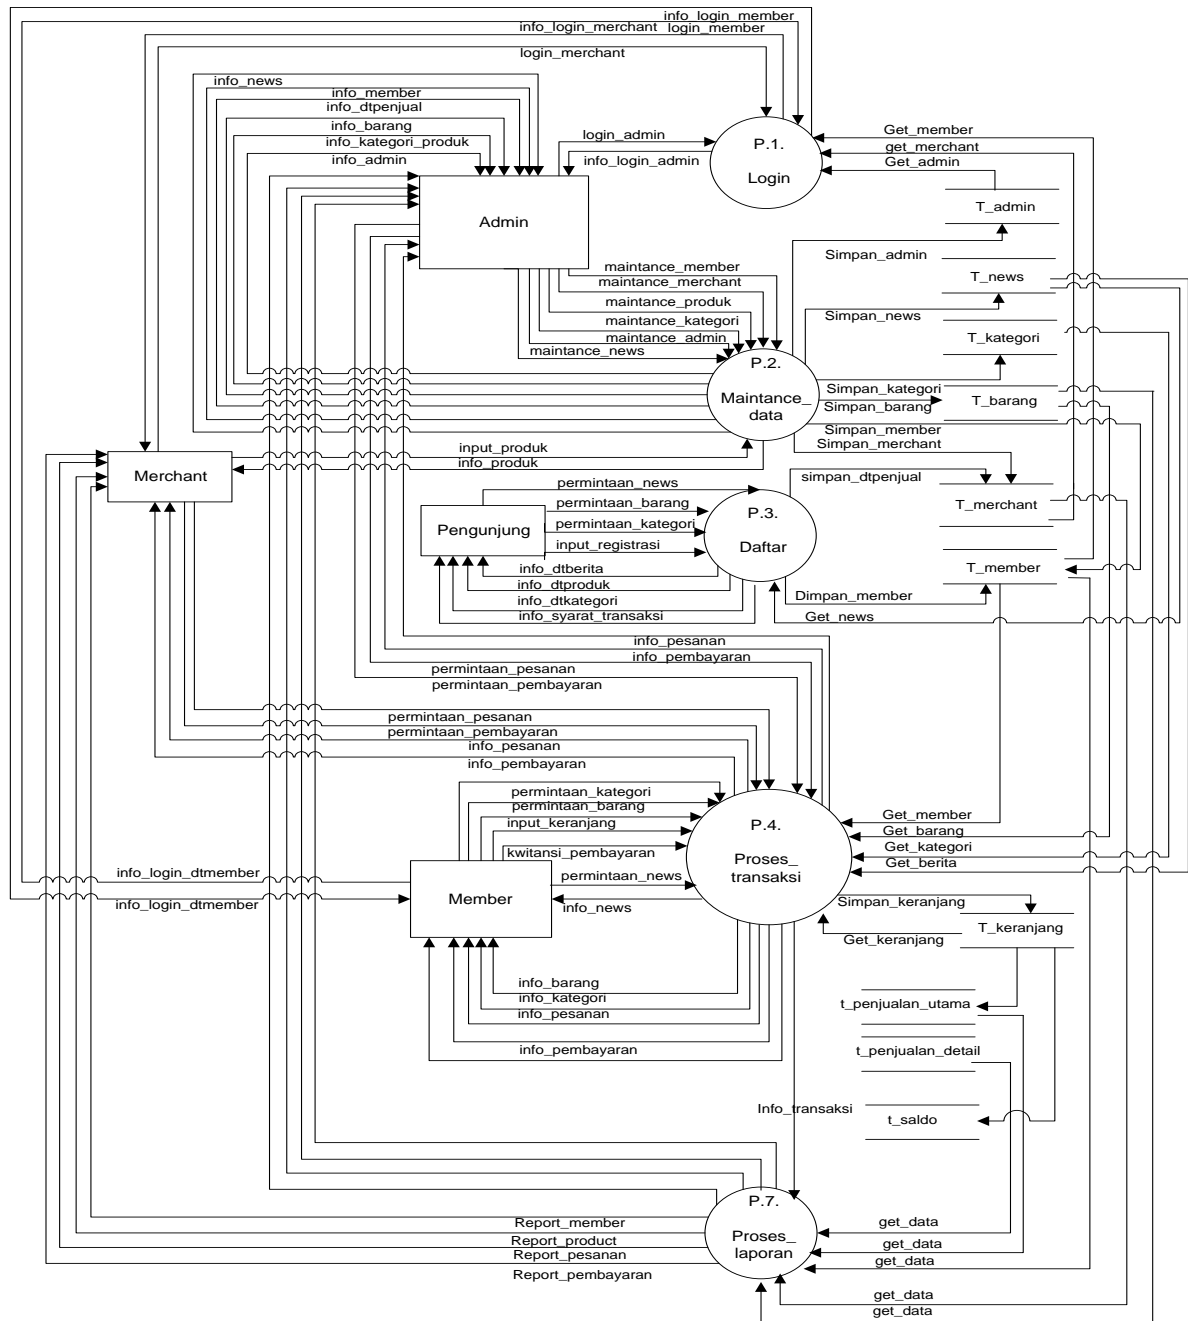 info_login_member
info_login_merchant
login_member
login_merchant
info_news
info_member
info_dtpenjual
info_barang
info_kategori_produk
info_admin
login_admin
info_login_admin
P.1.
Login
Get_member
get_merchant
Get_admin
T_admin
Admin
Simpan_admin
T_news
maintance_member
maintance_merchant
maintance_produk
maintance_kategori
maintance_admin
maintance_news
Simpan_news
T_kategori
P.2.
Maintance_
data
Simpan_kategori
T_barang
Simpan_barang
Simpan_member
Simpan_merchant
input_produk
info_produk
Merchant
simpan_dtpenjual
T_merchant
permintaan_news
permintaan_barang
permintaan_kategori
input_registrasi
Pengunjung
P.3.
Daftar
info_dtberita
info_dtproduk
info_dtkategori
info_syarat_transaksi
T_member
Dimpan_member
Get_news
info_pesanan
info_pembayaran
permintaan_pesanan
permintaan_pembayaran
permintaan_pesanan
permintaan_pembayaran
info_pesanan
info_pembayaran
permintaan_kategori
permintaan_barang
input_keranjang
kwitansi_pembayaran
permintaan_news
info_news
P.4.
Proses_
transaksi
Get_member
Get_barang
Get_kategori
Get_berita
info_login_dtmember
info_login_dtmember
Member
Simpan_keranjang
T_keranjang
Get_keranjang
info_barang
info_kategori
info_pesanan
info_pembayaran
t_penjualan_utama
t_penjualan_detail
Info_transaksi
t_saldo
P.7.
Proses_
laporan
Report_member
Report_product
Report_pesanan
Report_pembayaran
get_data
get_data
get_data
get_data
get_data